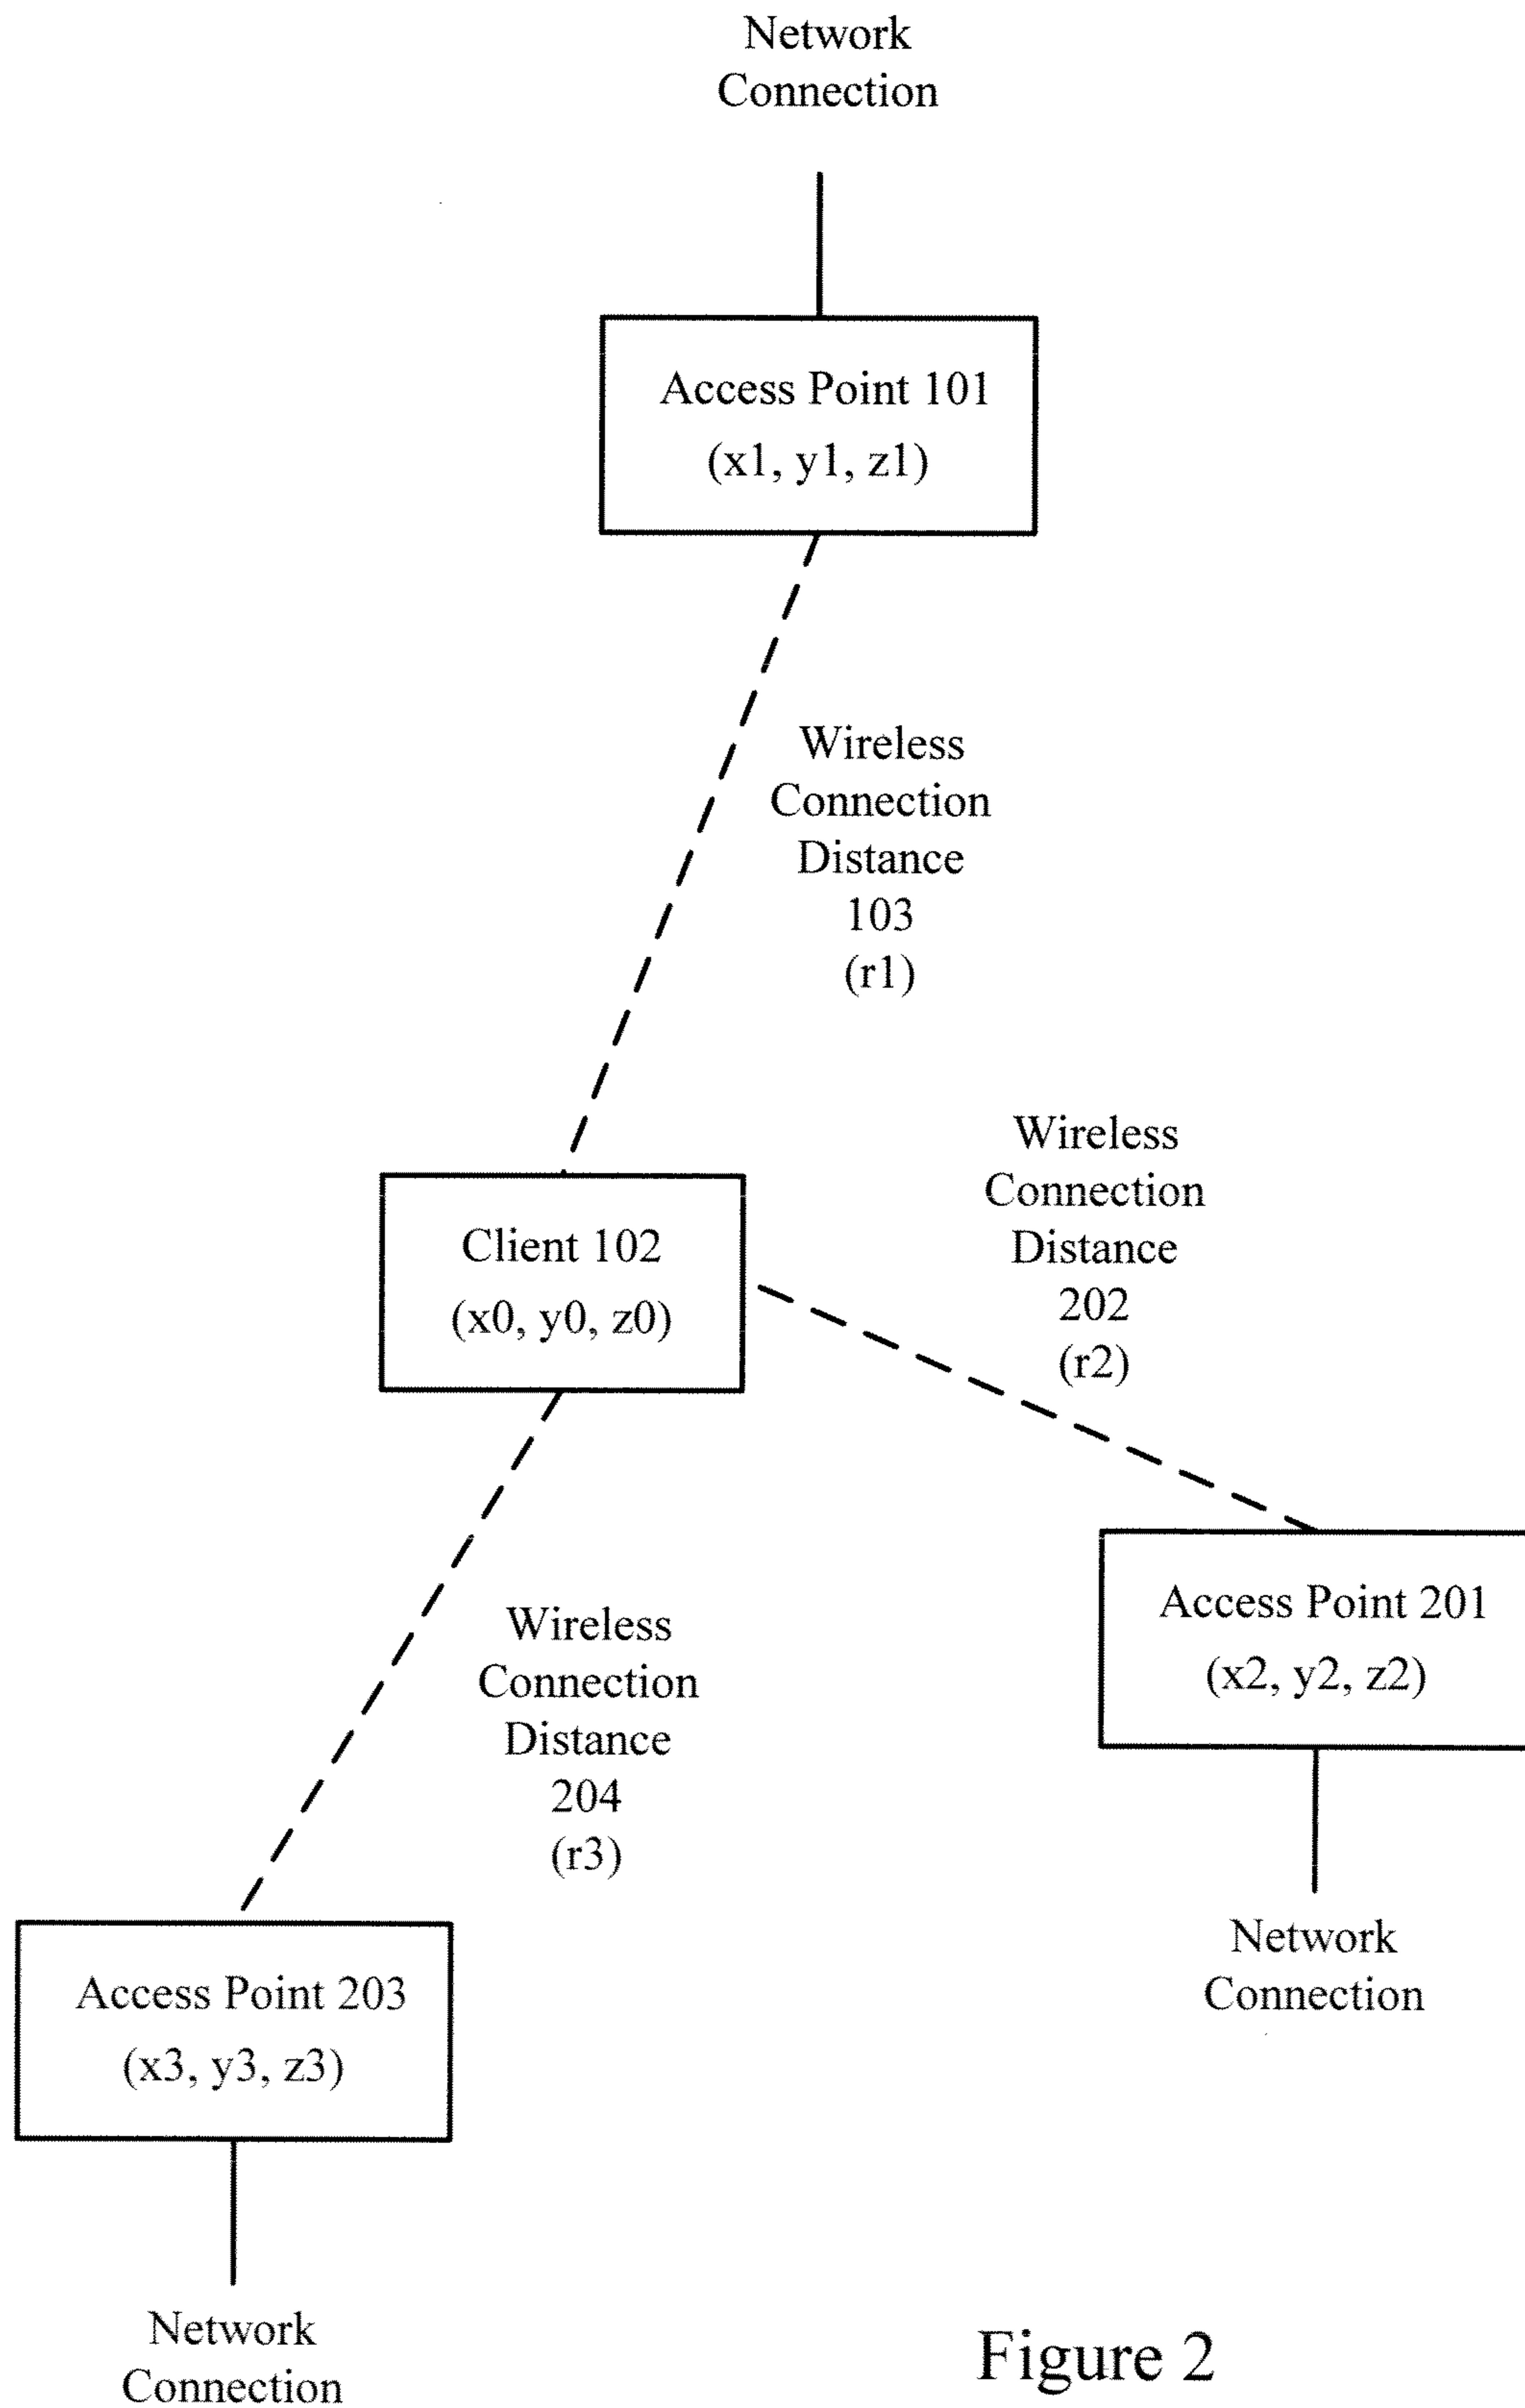 Network
Connection
Access Point 101
(x1, y1, z1)
Wireless
Connection
Distance
103
(r1)
Wireless
Connection
Distance
202
(r2)
Client 102
(x0, y0, z0)
Access Point 201
(x2, y2, z2)
Wireless
Connection
Distance
204
(r3)
Network
Connection
Access Point 203
(x3, y3, z3)
Network
Connection
Figure 2